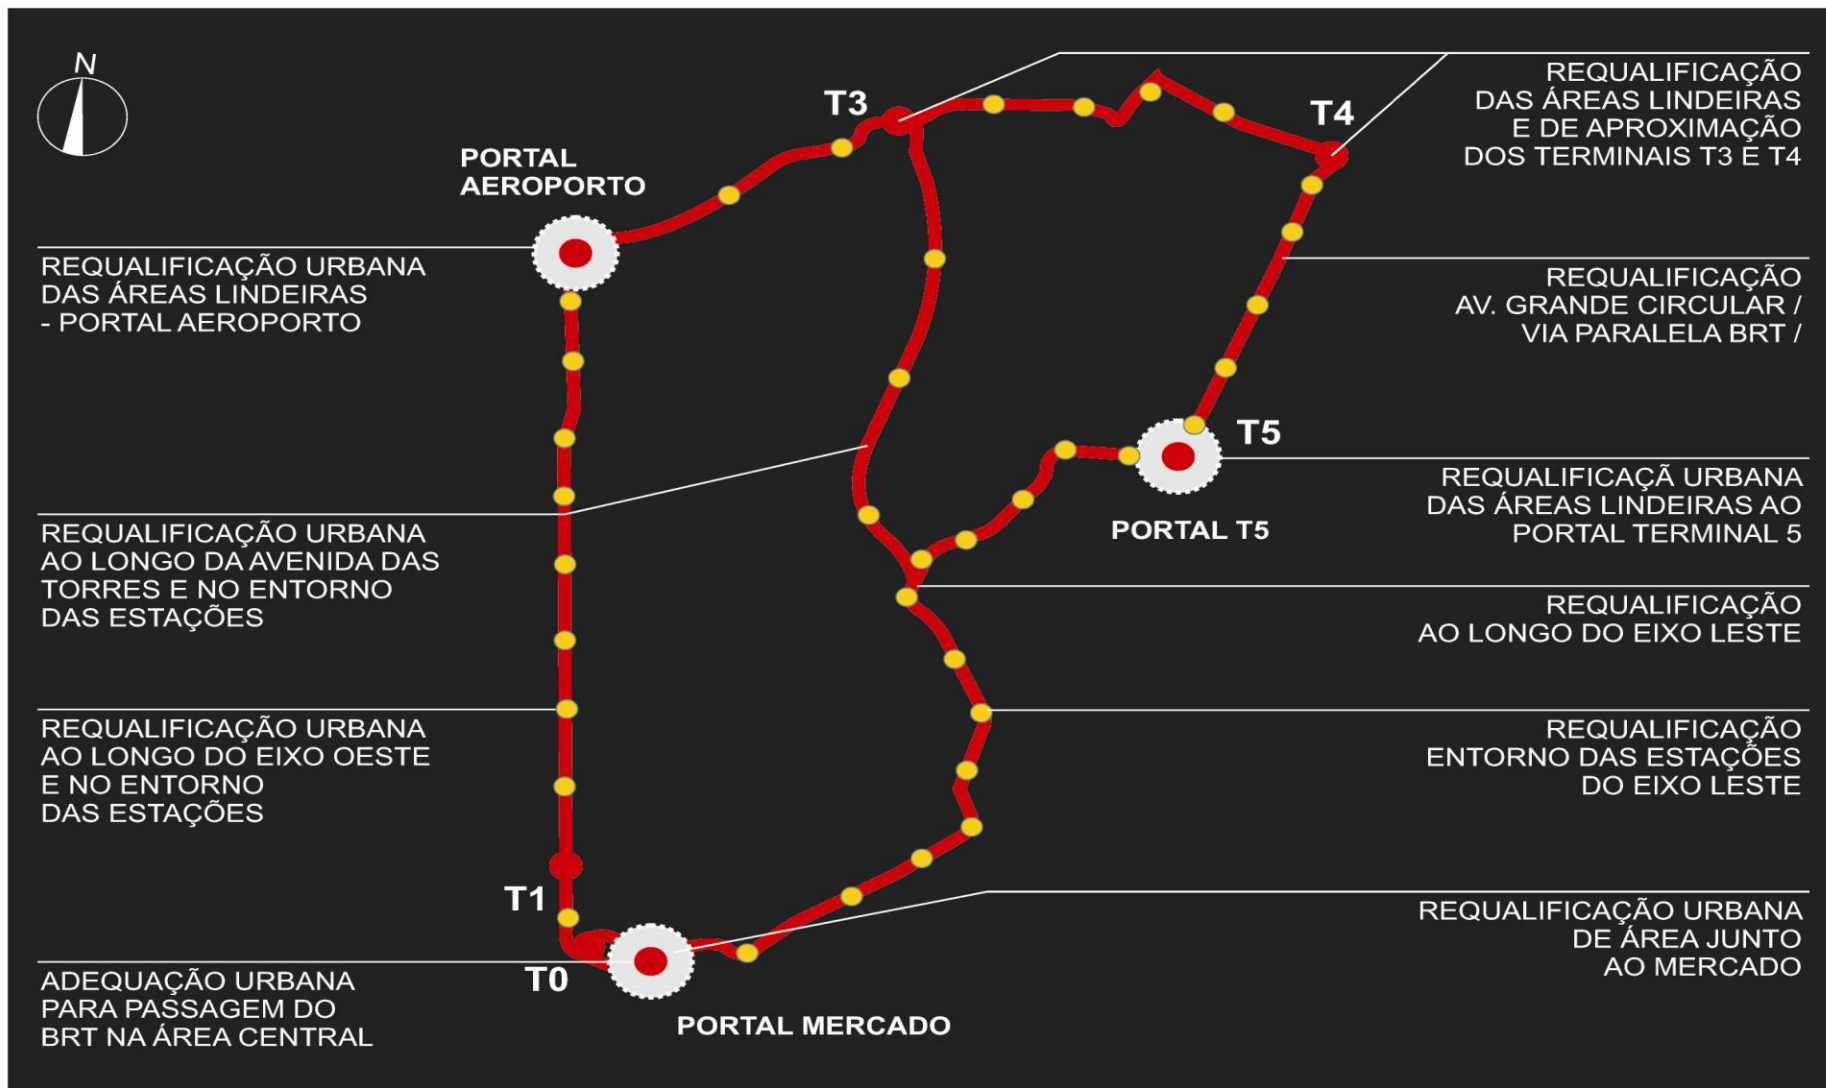 N
T3
T4
PORTAL
AEROPORTO
REQUALIFICAÇÃO
DAS ÁREAS LINDEIRAS
E DE APROXIMAÇÃO
DOS TERMINAIS T3 E T4
REQUALIFICAÇÃO URBANA
DAS ÁREAS LINDEIRAS
- PORTAL AEROPORTO
REQUALIFICAÇÃO
AV. GRANDE CIRCULAR /
VIA PARALELA BRT /
T5
PORTAL T5
REQUALIFICAÇÃ URBANA
DAS ÁREAS LINDEIRAS AO
PORTAL TERMINAL 5
REQUALIFICAÇÃO URBANA
AO LONGO DA AVENIDA DAS
TORRES E NO ENTORNO
DAS ESTAÇÕES
REQUALIFICAÇÃO
AO LONGO DO EIXO LESTE
REQUALIFICAÇÃO URBANA
AO LONGO DO EIXO OESTE
E NO ENTORNO
DAS ESTAÇÕES
REQUALIFICAÇÃO
ENTORNO DAS ESTAÇÕES
DO EIXO LESTE
T1
T0
PORTAL MERCADO
REQUALIFICAÇÃO URBANA
DE ÁREA JUNTO
AO MERCADO
ADEQUAÇÃO URBANA
PARA PASSAGEM DO
BRT NA ÁREA CENTRAL